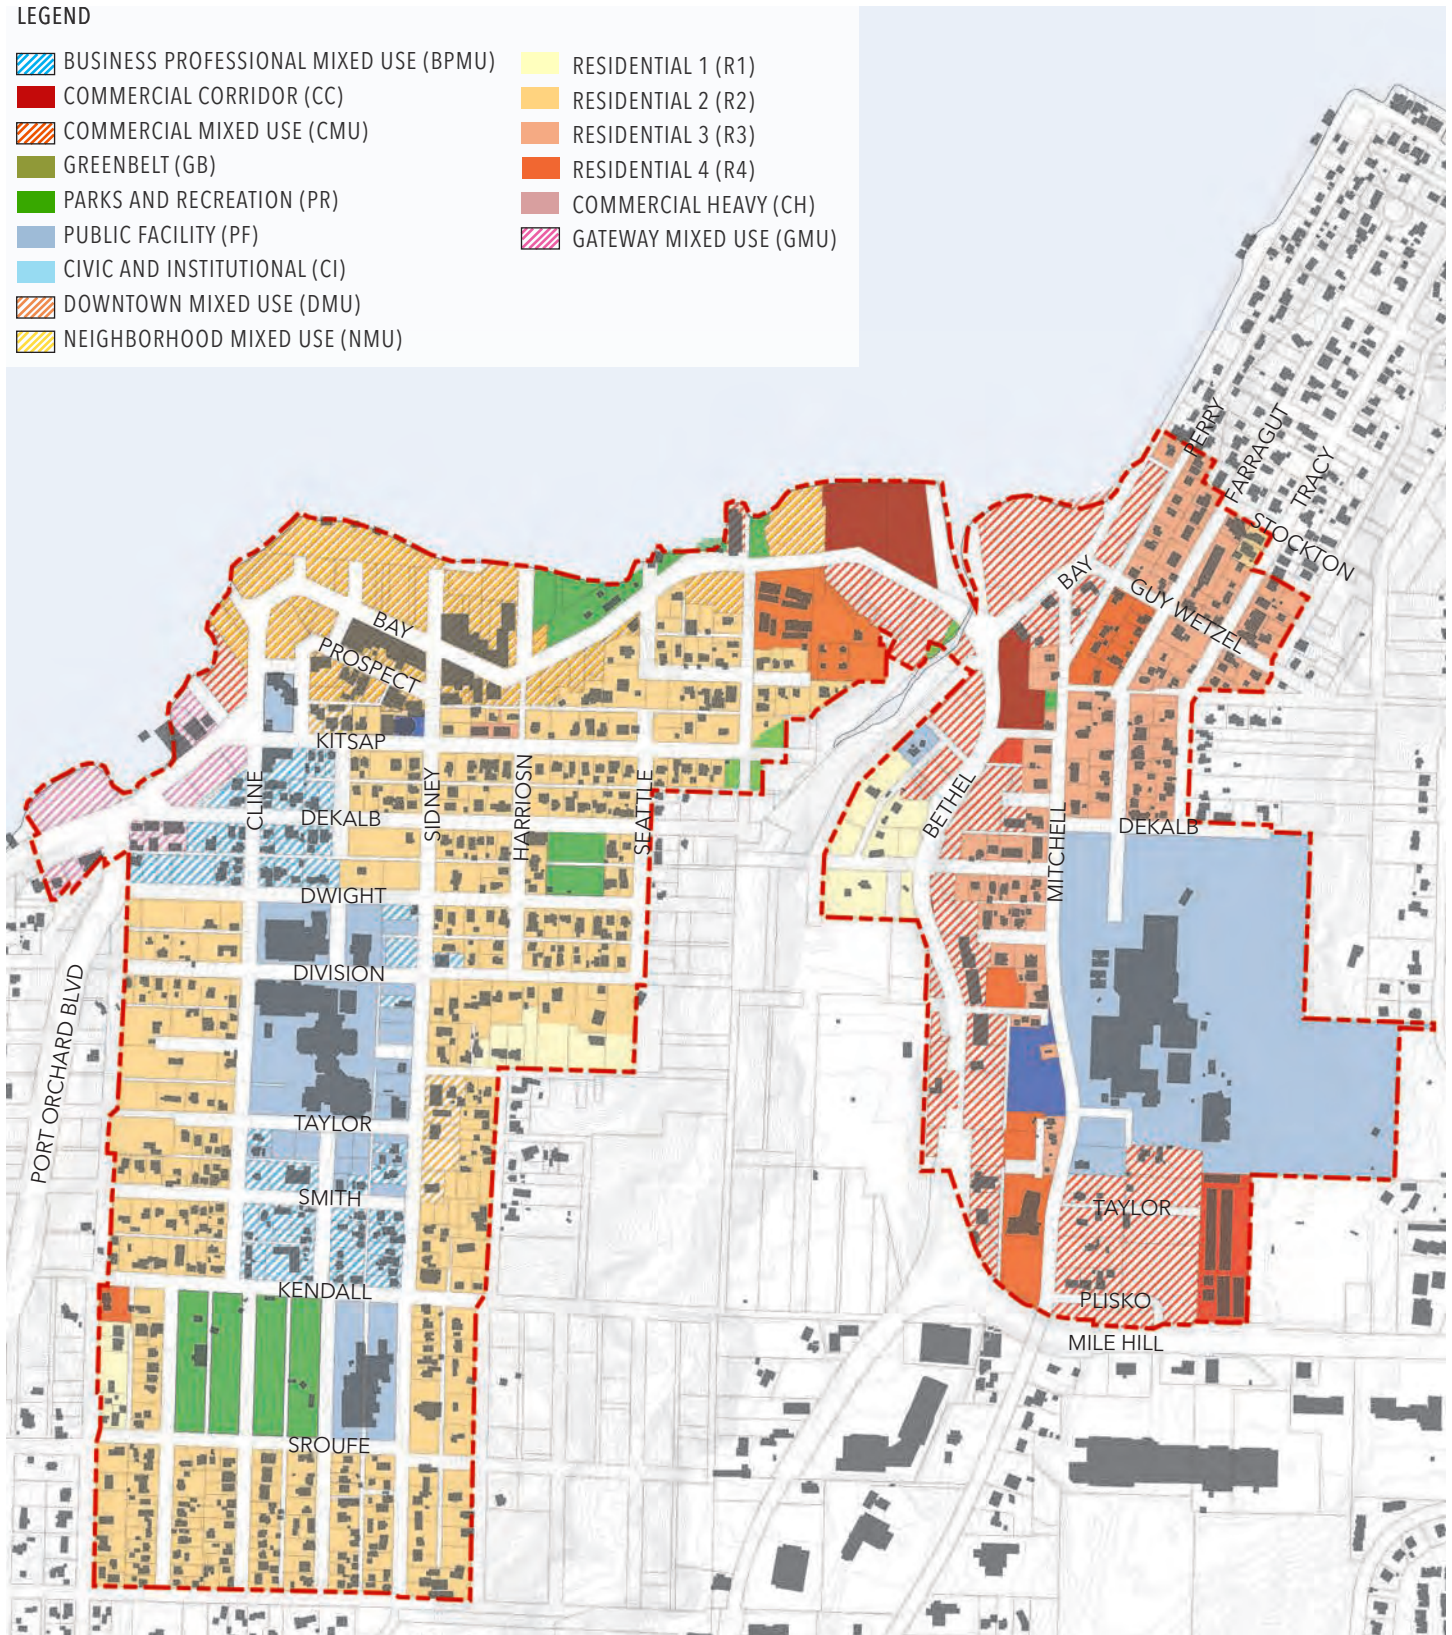 LEGEND
BUSINESS PROFESSIONAL MIXED USE (BPMU)
COMMERCIAL CORRIDOR (CC)
COMMERCIAL MIXED USE (CMU)
GREENBELT (GB)
PARKS AND RECREATION (PR)
PUBLIC FACILITY (PF)
CIVIC AND INSTITUTIONAL (CI)
DOWNTOWN MIXED USE (DMU)
NEIGHBORHOOD MIXED USE (NMU)
RESIDENTIAL 1 (R1)
RESIDENTIAL 2 (R2)
RESIDENTIAL 3 (R3)
RESIDENTIAL 4 (R4)
COMMERCIAL HEAVY (CH)
GATEWAY MIXED USE (GMU)
PERRY
FARRAGUT
TRACY
STOCKTON
BAY
GUY WETZEL
BAY
PROSPECT
KITSAP
CLINE
SIDNEY
HARRIOSN
SEATTLE
DEKALB
BETHEL
MITCHELL
DEKALB
DWIGHT
DIVISION
PORT ORCHARD BLVD
TAYLOR
SMITH
TAYLOR
KENDALL
PLISKO
MILE HILL
SROUFE